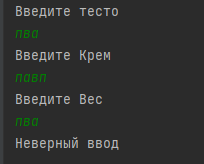 Введите тесто
пва
Введите Крем
павп
Введите Вес
пва
Неверный ввод